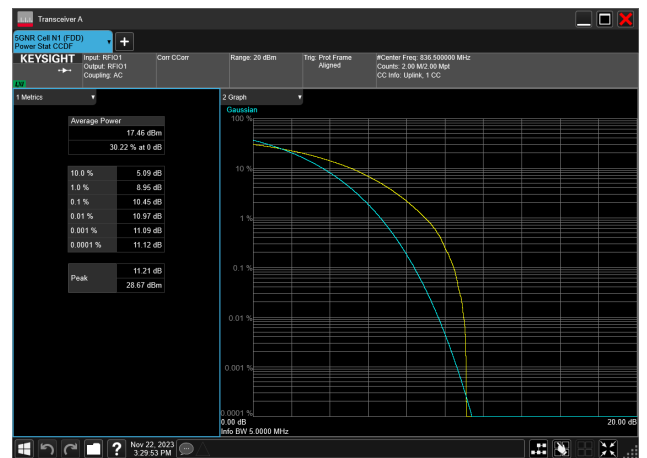 Transceiver A
5GNR Cell N1 (FDD)
Power Stat CCDF
KEYSIGHT
Input: RFIO1
Output: RFIO1
Coupling: AC
Corr CCorr
Range: 20 dBm
Trig: Prot Frame
Aligned
#Center Freq: 836.500000 MHz
Counts: 2.00 M/2.00 Mpt
CC Info: Uplink, 1 CC
1 Metrics
Average Power
17.46 dBm
30.22 % at 0 dB
10.0 % 5.09 dB
1.0 % 8.95 dB
0.1 % 10.45 dB
0.01 % 10.97 dB
0.001 % 11.09 dB
0.0001 % 11.12 dB
Peak
11.21 dB
28.67 dBm
2 Graph
Gaussian
100 %
10 %
1 %
0.1 %
0.01 %
0.001 %
0.0001 %
0.00 dB
20.00 dB
Info BW 5.0000 MHz
Nov 22, 2023
3:29:53 PM